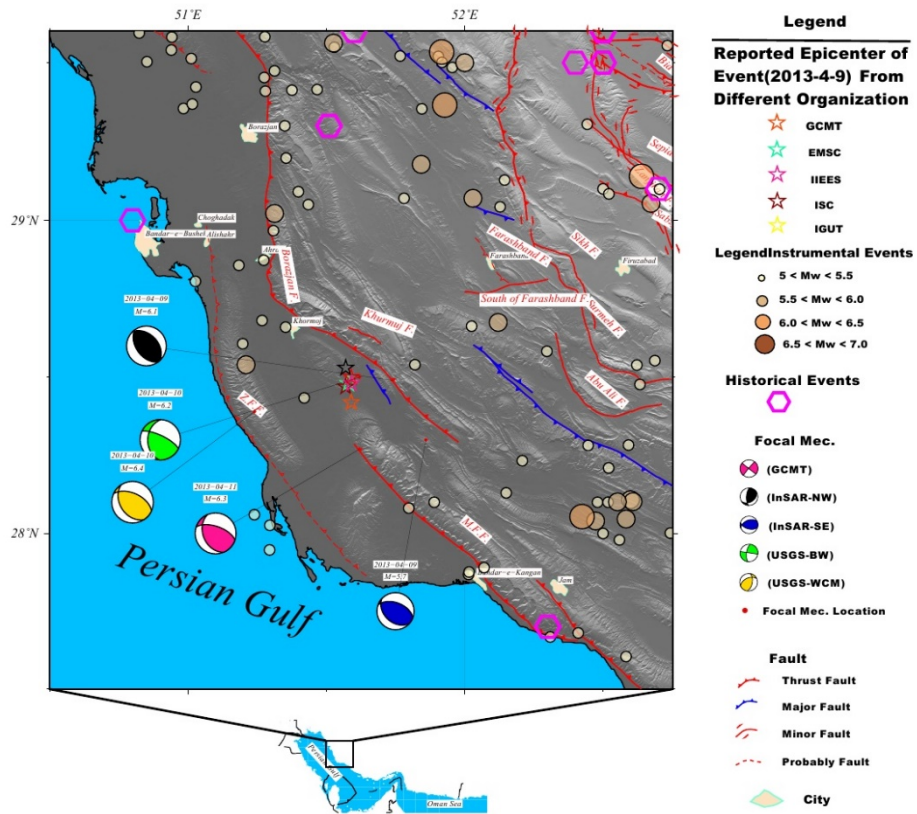 51°E
52°E
29°N
28°N
Borazjan
Choghadak
Bandar-e-Bushel
Alishahr
Borazjan F.
Khormoj
Khurmuj F.
Farashband
Farashband F.
South of Farashband F.
Sikh F.
Firuzabad
Surmeh F.
Abu Ali F.
Z.F.F.
M.F.F.
Bandar-e-Kangan
Jam
2013-04-09
M=6.1
2013-04-10
M=6.2
2013-04-10
M=6.4
2013-04-11
M=6.3
2013-04-09
M=5.7
Persian Gulf
Persian Gulf
Oman Sea
Legend
Reported Epicenter of
Event(2013-4-9) From
Different Organization
GCMT
EMSC
IIEES
ISC
IGUT
LegendInstrumental Events
5 < Mw < 5.5
5.5 < Mw < 6.0
6.0 < Mw < 6.5
6.5 < Mw < 7.0
Historical Events
Focal Mec.
(GCMT)
(InSAR-NW)
(InSAR-SE)
(USGS-BW)
(USGS-WCM)
Focal Mec. Location
Fault
Thrust Fault
Major Fault
Minor Fault
Probably Fault
City